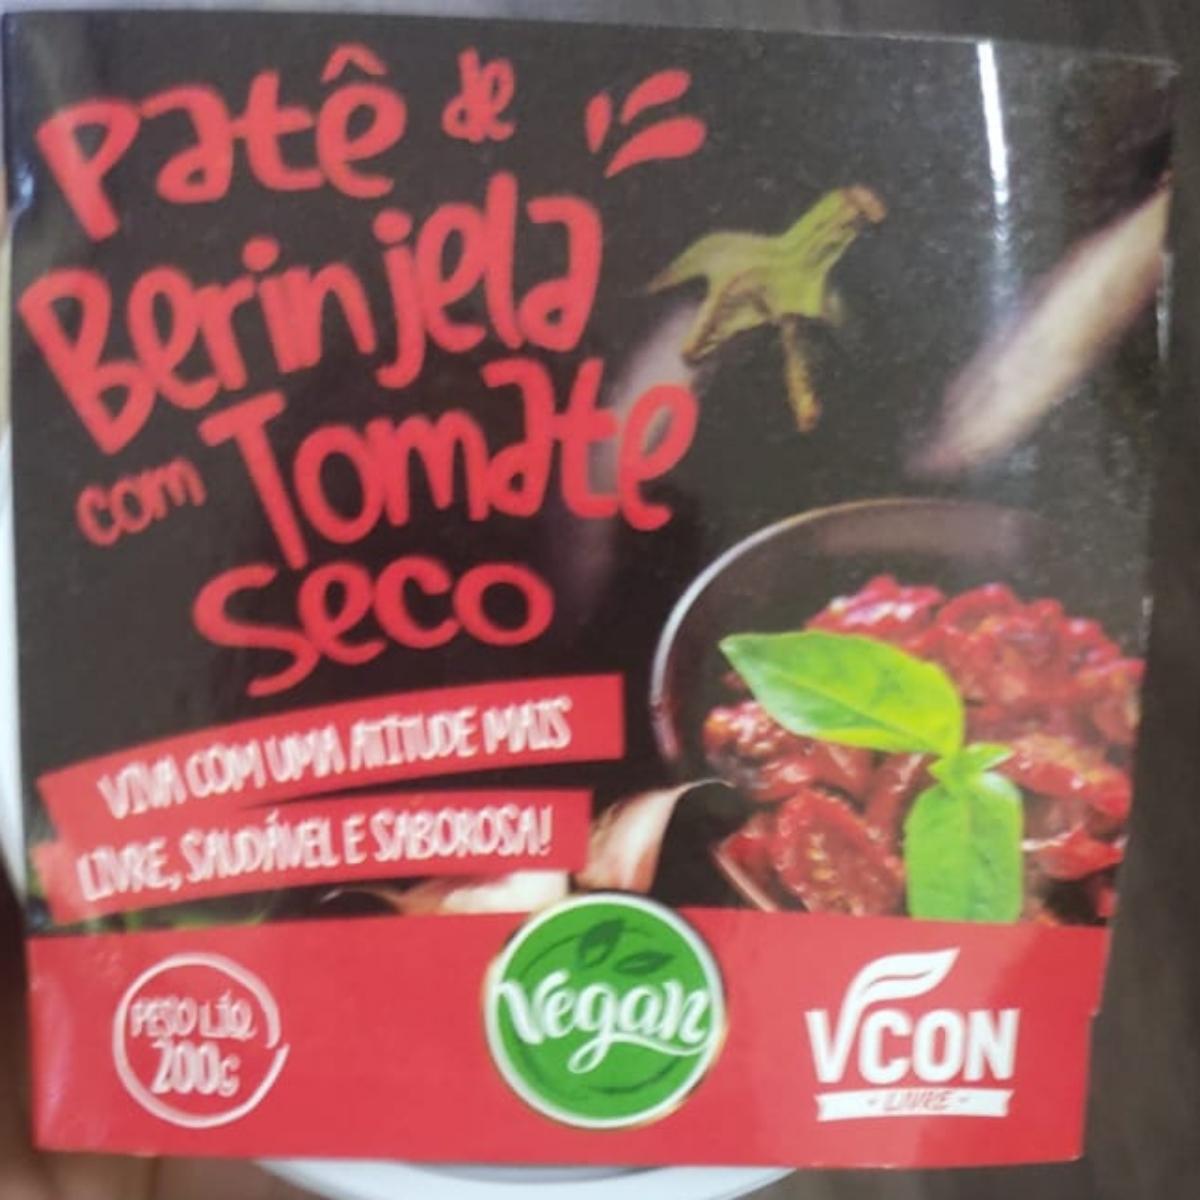 Patê de
Berinjela
com Tomate
seco
VIVA COM UMA ATITUDE MAIS
LIVRE, SAUDÁVEL E SABOROSA!
PESO LÍQ.
200G
Vegan
VCON
- LIVRE -